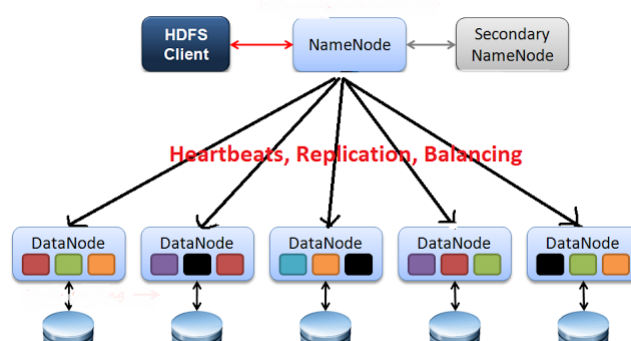 HDFS
Client
NameNode
Secondary
NameNode
Heartbeats, Replication, Balancing
DataNode
DataNode
DataNode
DataNode
DataNode